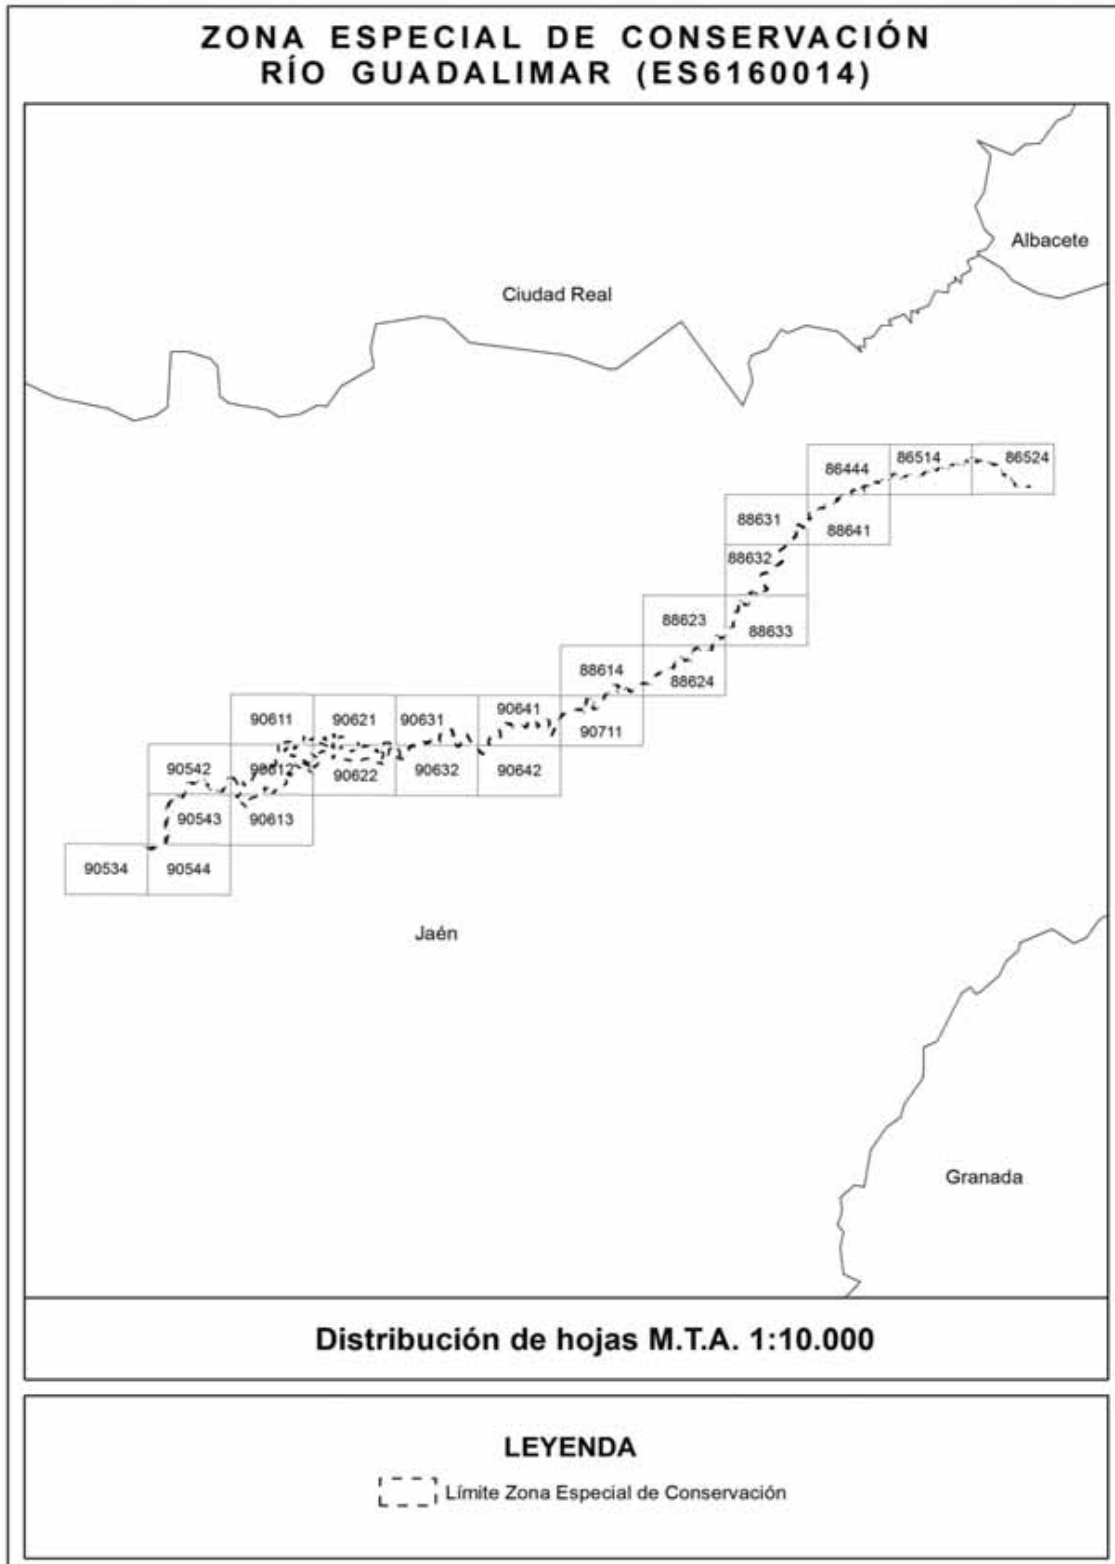 ZONA ESPECIAL DE CONSERVACIÓN
RÍO GUADALIMAR (ES6160014)
Albacete
Ciudad Real
86444
86514
86524
88631
88641
88632
88623
88633
88614
88624
90611
90621
90631
90641
90711
90542
90612
90622
90632
90642
90543
90613
90534
90544
Jaén
Granada
Distribución de hojas M.T.A. 1:10.000
LEYENDA
Límite Zona Especial de Conservación